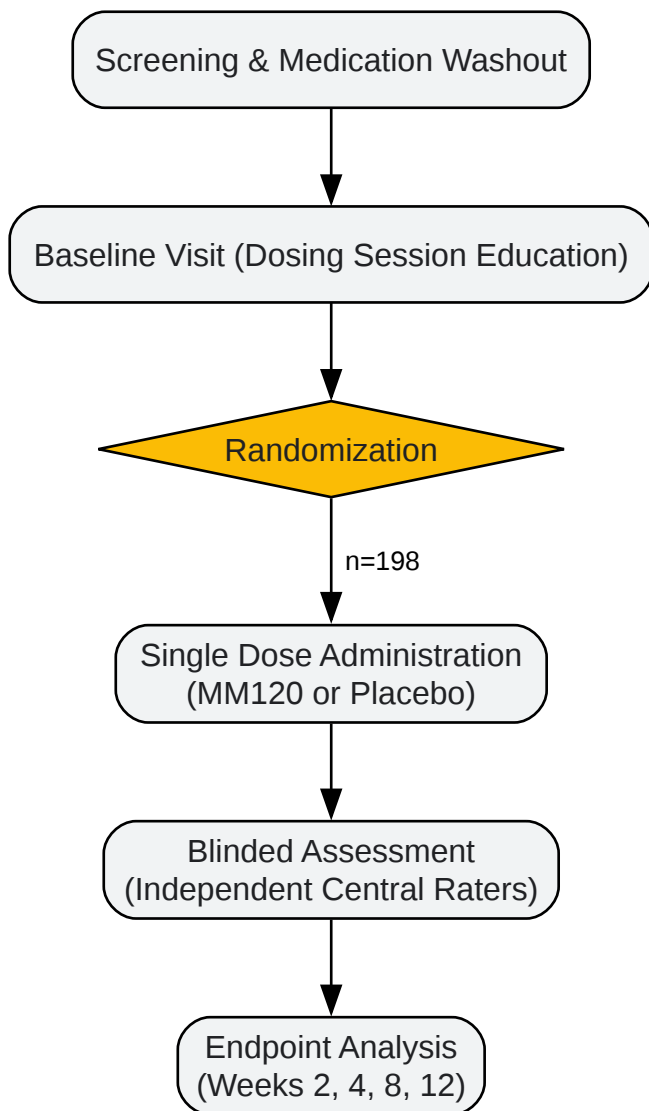 Screening & Medication Washout
Baseline Visit (Dosing Session Education)
Randomization
n=198
Single Dose Administration
(MM120 or Placebo)
Blinded Assessment
(Independent Central Raters)
Endpoint Analysis
(Weeks 2, 4, 8, 12)